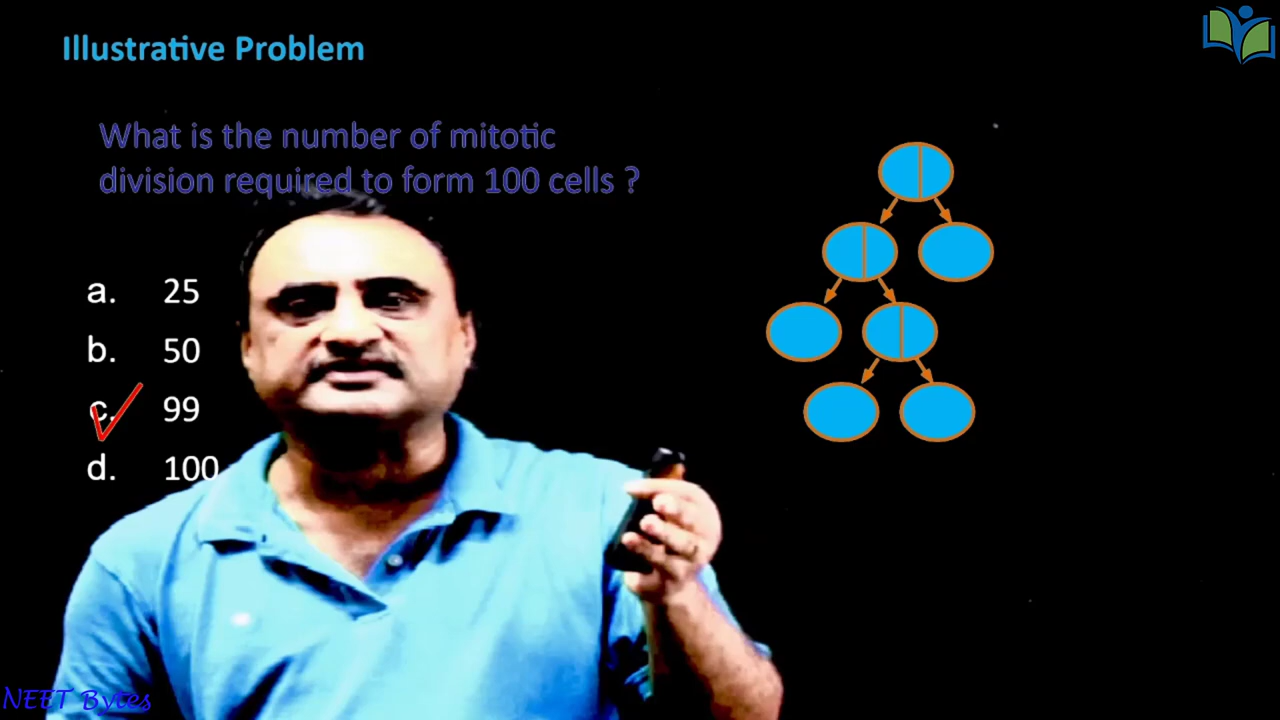 Illustrative Problem
What is the number of mitotic
division required to form 100 cells ?
a. 25
b. 50
c. 99
d. 100
NEET Bytes